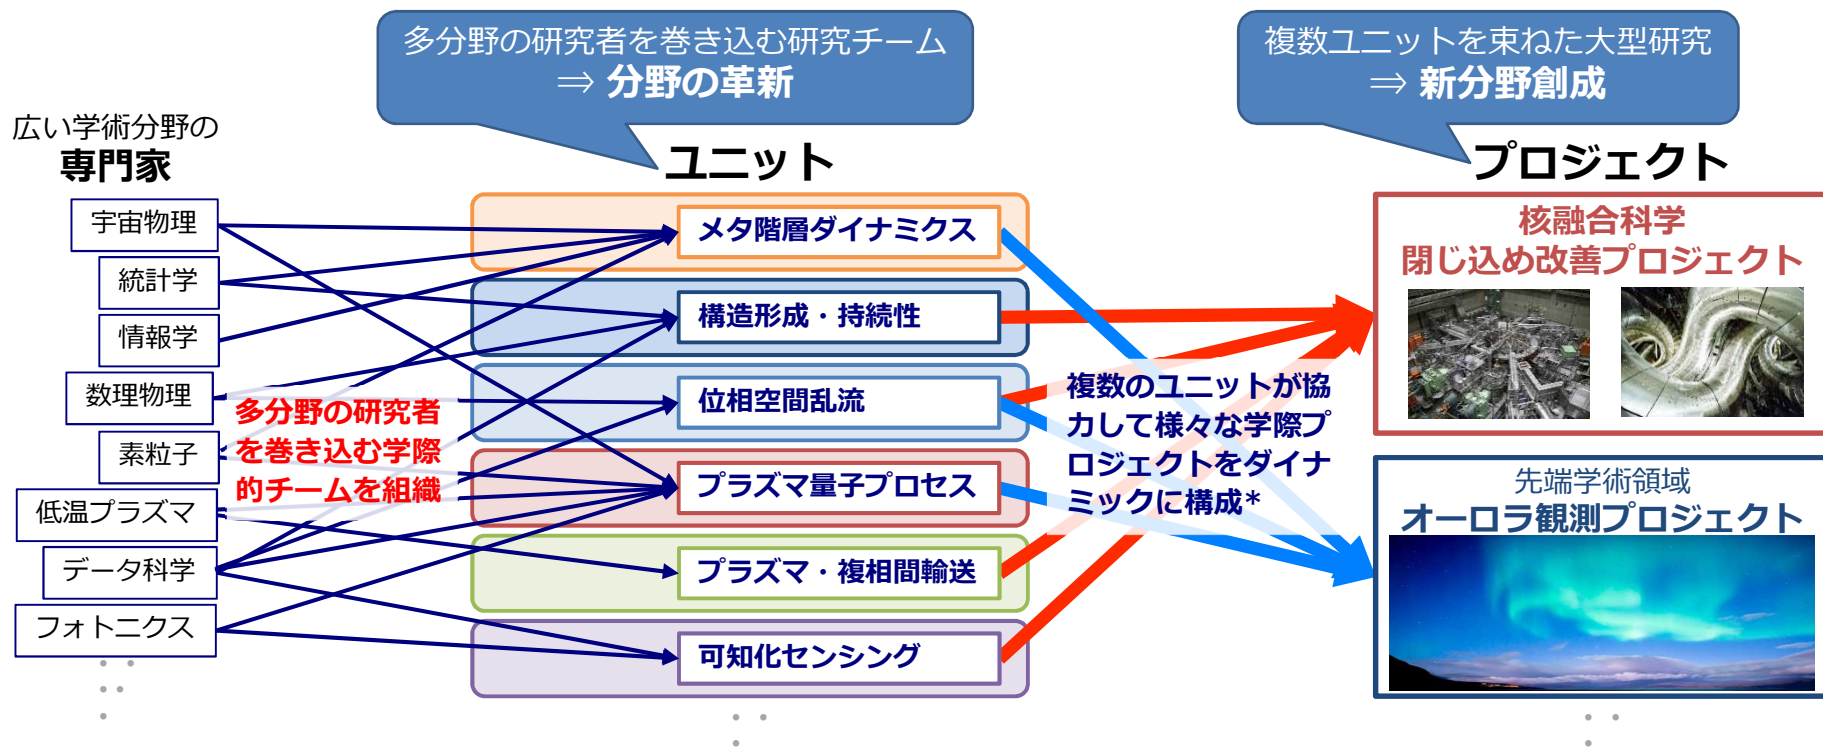 多分野の研究者を巻き込む研究チーム
⇒ 分野の革新
複数ユニットを束ねた大型研究
⇒ 新分野創成
広い学術分野の
専門家
ユニット
プロジェクト
宇宙物理
統計学
情報学
数理物理
素粒子
低温プラズマ
データ科学
フォトニクス
多分野の研究者
を巻き込む学際
的チームを組織
メタ階層ダイナミクス
構造形成・持続性
位相空間乱流
プラズマ量子プロセス
プラズマ・複相間輸送
可知化センシング
複数のユニットが協
力して様々な学際プ
ロジェクトをダイナ
ミックに構成*
核融合科学
閉じ込め改善プロジェクト
先端学術領域
オーロラ観測プロジェクト